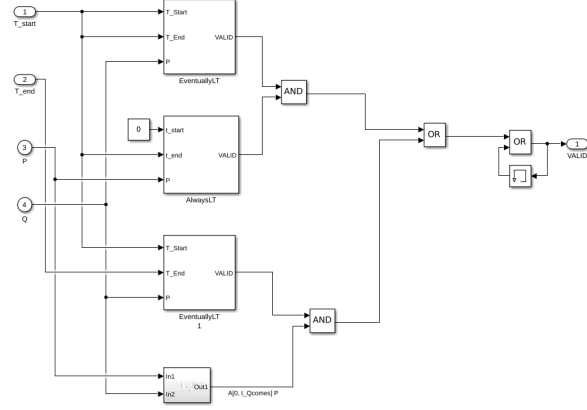 1
T_start
2
T_end
3
P
4
Q
T_Start
T_End
P
VALID
EventuallyLT
0
t_start
t_end
P
VALID
AlwaysLT
T_Start
T_End
P
VALID
EventuallyLT
1
In1
In2
Out1
A[0, t_Qcomes] P
AND
AND
OR
OR
1
VALID